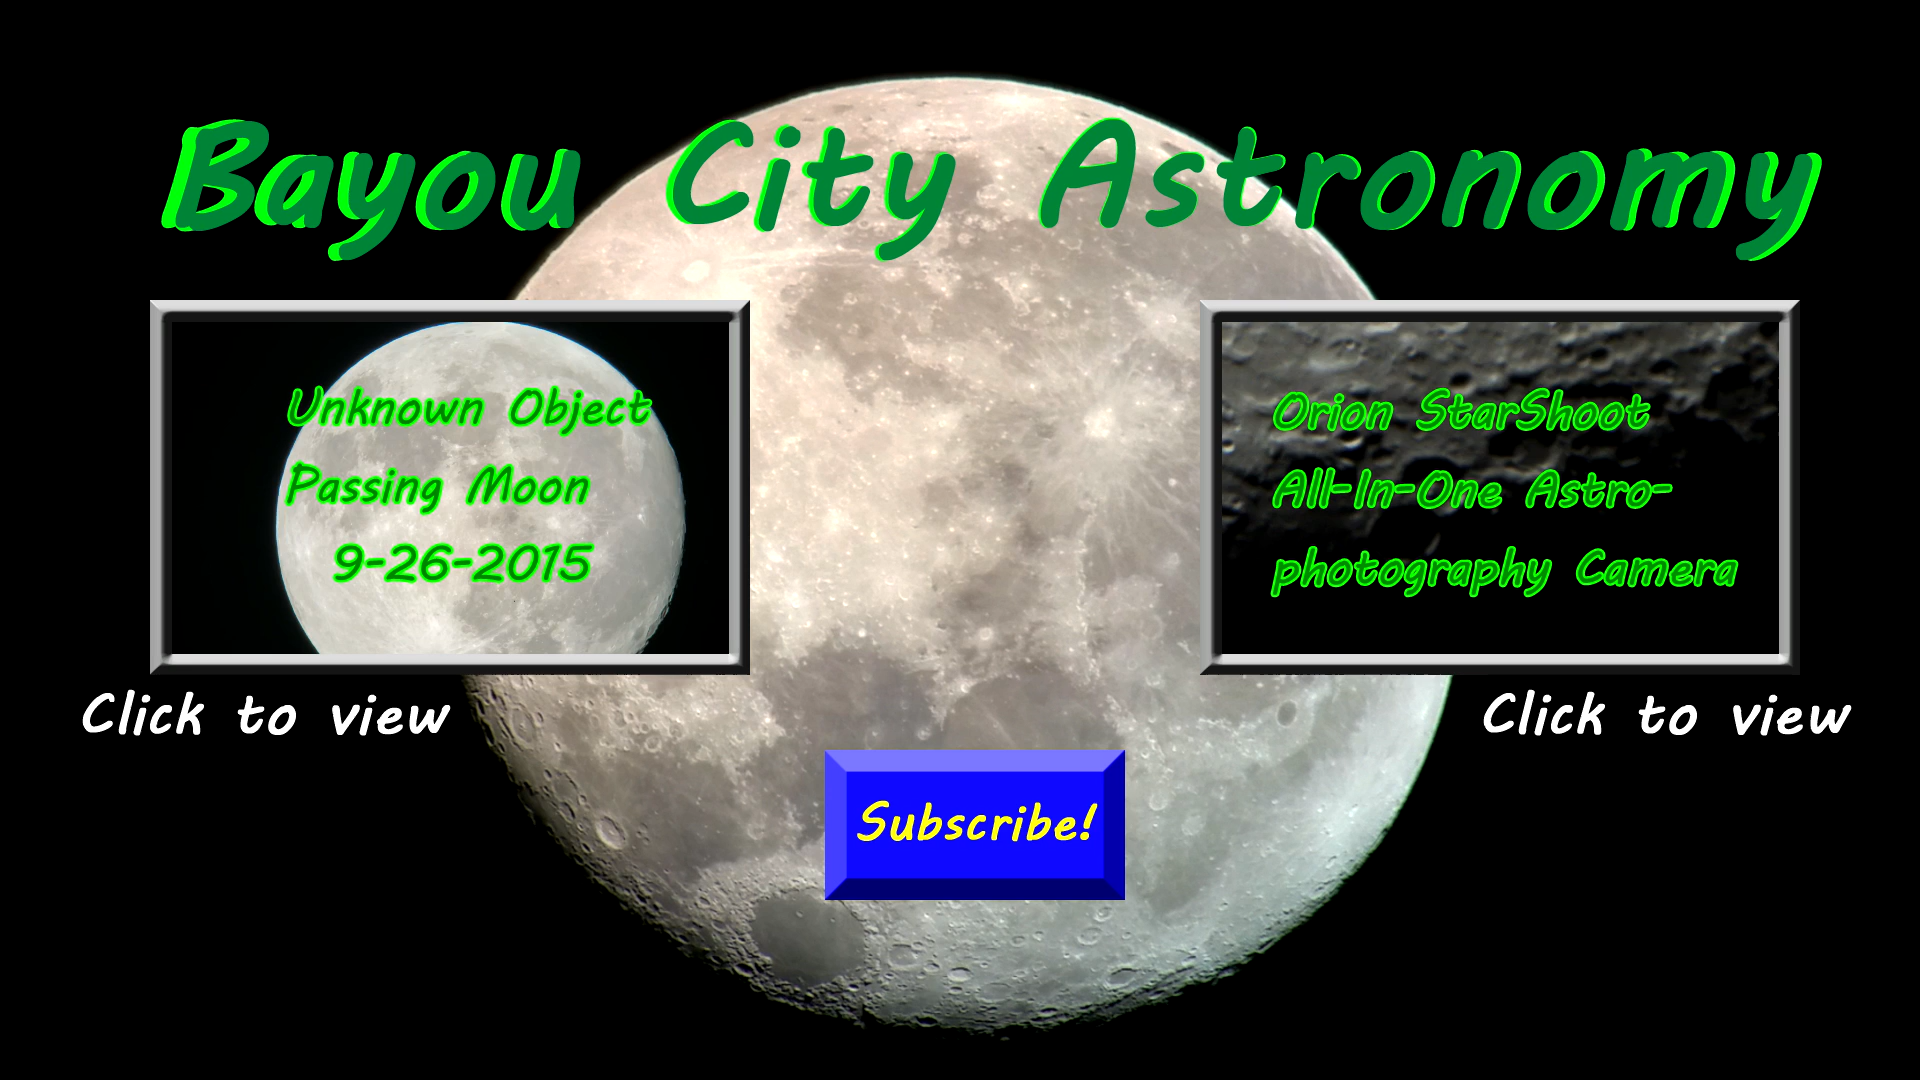 Bayou City Astronomy
Unknown Object
Passing Moon
9-26-2015
Click to view
Orion StarShoot
All-In-One Astro-
photography Camera
Click to view
Subscribe!